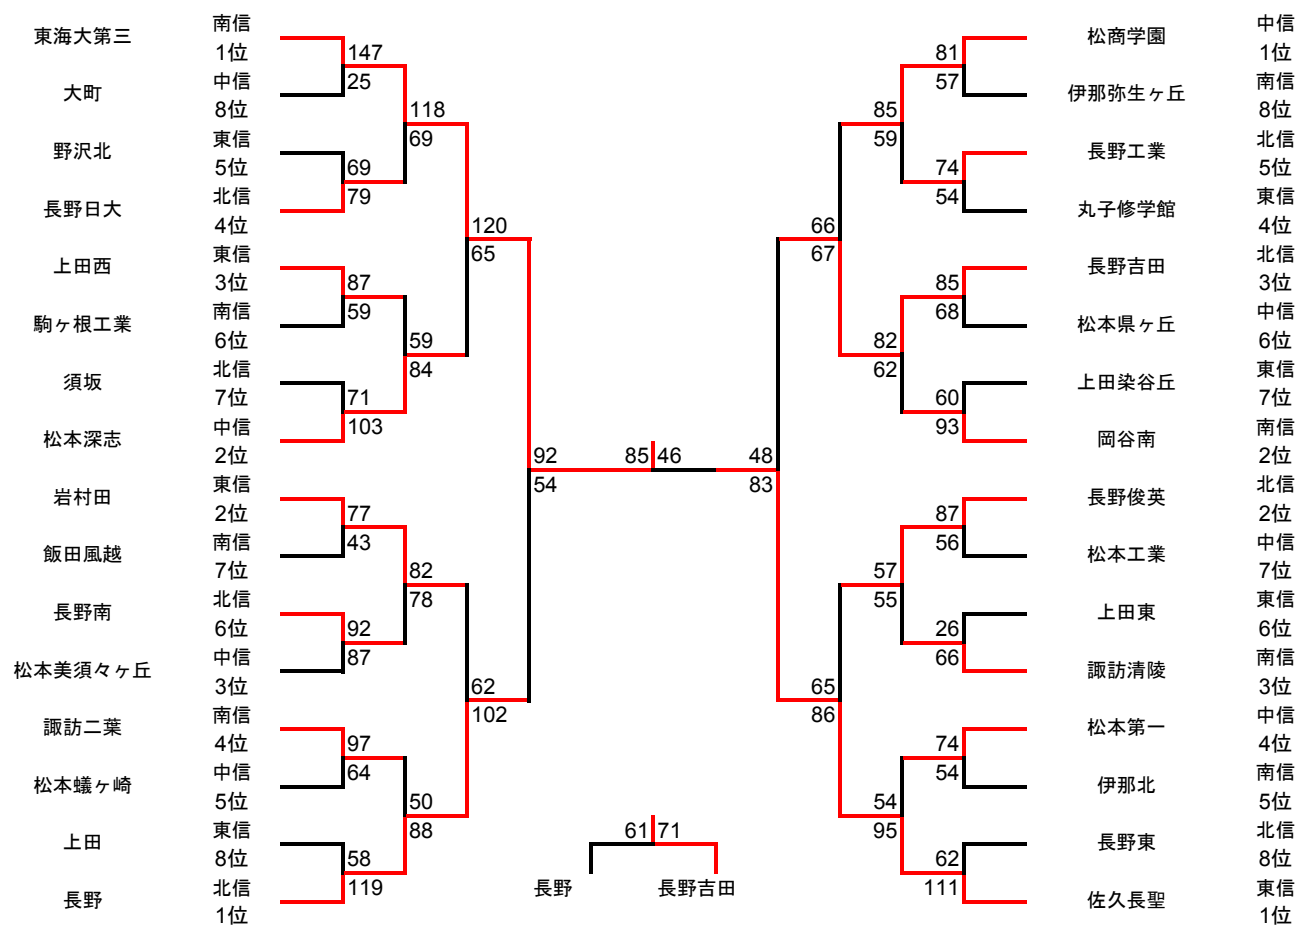 東海大第三 南信 1位
大町 中信 8位
野沢北 東信 5位
長野日大 北信 4位
上田西 東信 3位
駒ヶ根工業 南信 6位
須坂 北信 7位
松本深志 中信 2位
岩村田 東信 2位
飯田風越 南信 7位
長野南 北信 6位
松本美須々ヶ丘 中信 3位
諏訪二葉 南信 4位
松本蟻ヶ崎 中信 5位
上田 東信 8位
長野 北信 1位
147
25
69
79
87
59
71
103
77
43
92
87
97
64
58
119
118
69
59
84
82
78
50
88
120
65
62
102
92
54
85 46
61 71
長野 長野吉田
48
83
66
67
65
86
85
59
82
62
57
55
54
95
81
57
74
54
85
68
60
93
87
56
26
66
74
54
62
111
松商学園 中信 1位
伊那弥生ヶ丘 南信 8位
長野工業 北信 5位
丸子修学館 東信 4位
長野吉田 北信 3位
松本県ヶ丘 中信 6位
上田染谷丘 東信 7位
岡谷南 南信 2位
長野俊英 北信 2位
松本工業 中信 7位
上田東 東信 6位
諏訪清陵 南信 3位
松本第一 中信 4位
伊那北 南信 5位
長野東 北信 8位
佐久長聖 東信 1位